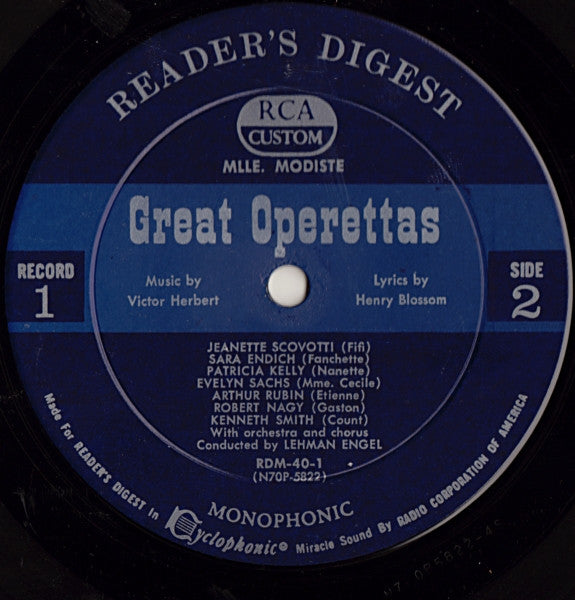 READER'S DIGEST
RCA
CUSTOM
MLLE. MODISTE
Great Operettas
RECORD
1
SIDE
2
Music by
Victor Herbert
Lyrics by
Henry Blossom
JEANETTE SCOVOTTI (Fifi)
SARA ENDICH (Fanchette)
PATRICIA KELLY (Nanette)
EVELYN SACHS (Mme. Cecile)
ARTHUR RUBIN (Etienne)
ROBERT NAGY (Gaston)
KENNETH SMITH (Count)
With orchestra and chorus
Conducted by LEHMAN ENGEL
RDM-40-1
(N70P-5822)
MONOPHONIC
Made For READER'S DIGEST in Cyclophonic® Miracle Sound By RADIO CORPORATION OF AMERICA